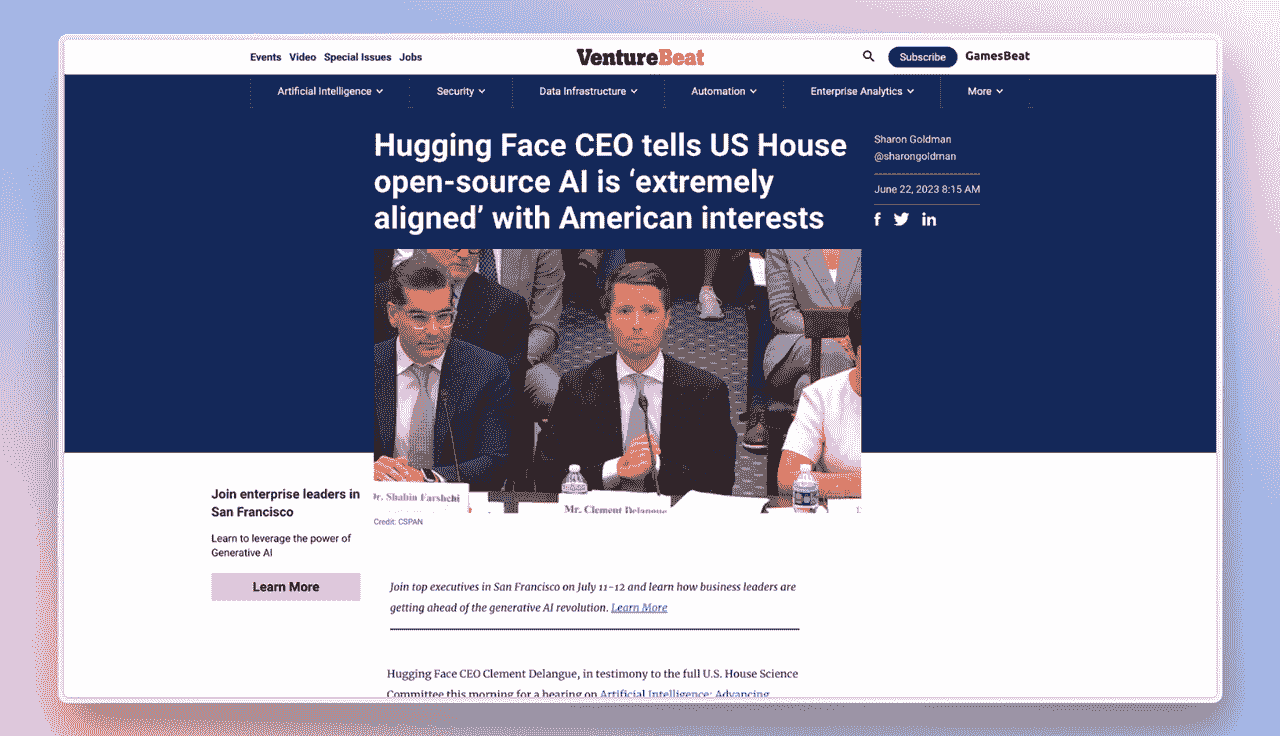 Events Video Special Issues Jobs
VentureBeat
Subscribe
GamesBeat
Artificial Intelligence
Security
Data Infrastructure
Automation
Enterprise Analytics
More
Hugging Face CEO tells US House
open-source AI is ‘extremely
aligned’ with American interests
Sharon Goldman
@sharongoldman
June 22, 2023 8:15 AM
f in
Dr. Shahin Farshchi
Mr. Clement Delangue
Credit: CSPAN
Join enterprise leaders in
San Francisco
Learn to leverage the power of
Generative AI
Learn More
Join top executives in San Francisco on July 11-12 and learn how business leaders are
getting ahead of the generative AI revolution. Learn More
Hugging Face CEO Clement Delangue, in testimony to the full U.S. House Science
Committee this morning for a hearing on Artificial Intelligence: Advancing